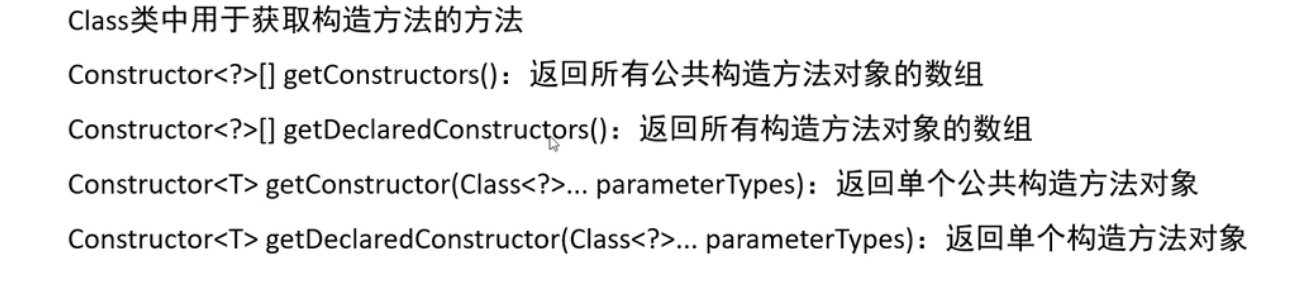 Class类中用于获取构造方法的方法
Constructor<?>[] getConstructors()：返回所有公共构造方法对象的数组
Constructor<?>[] getDeclaredConstructors()：返回所有构造方法对象的数组
Constructor<T> getConstructor(Class<?>... parameterTypes)：返回单个公共构造方法对象
Constructor<T> getDeclaredConstructor(Class<?>... parameterTypes)：返回单个构造方法对象